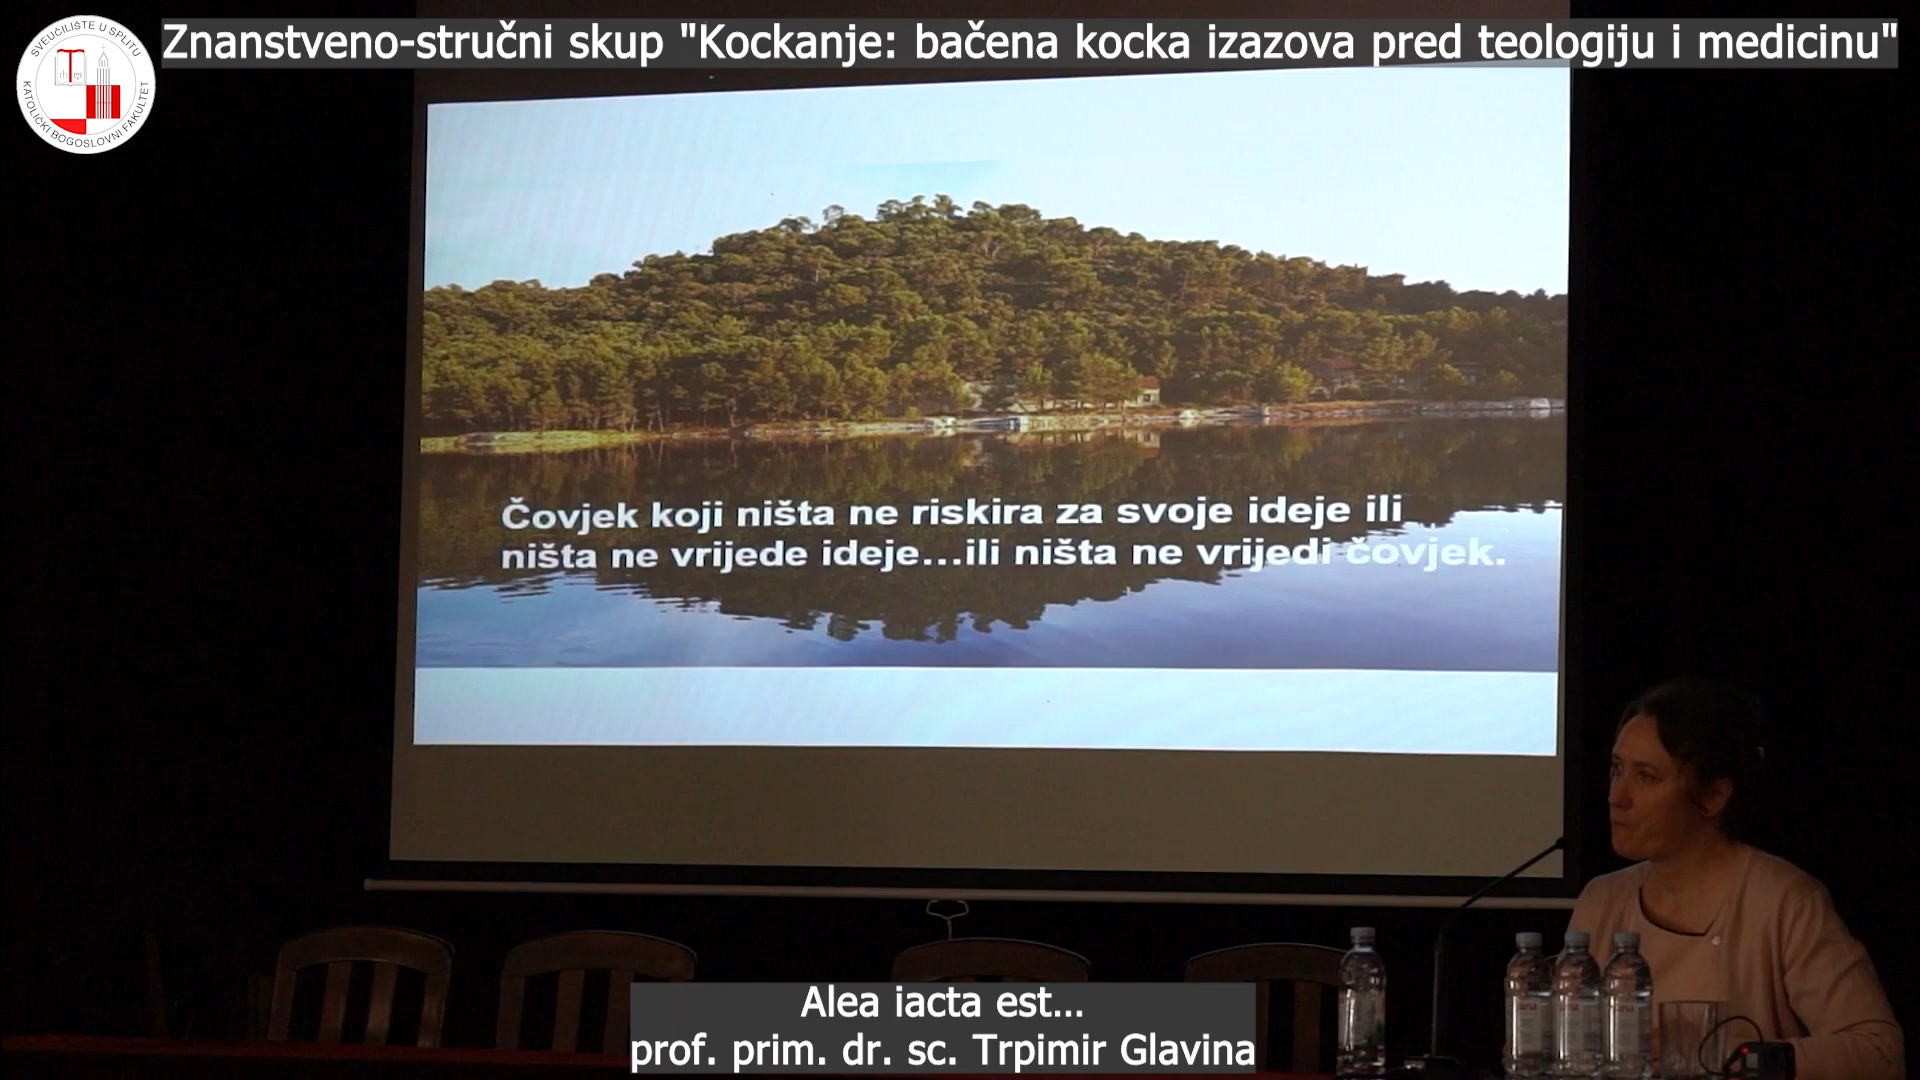 SVEUČILIŠTE U SPLITU
KATOLIČKI BOGOSLOVNI FAKULTET
Znanstveno-stručni skup "Kockanje: bačena kocka izazova pred teologiju i medicinu"
Čovjek koji ništa ne riskira za svoje ideje ili
ništa ne vrijede ideje...ili ništa ne vrijedi čovjek.
Alea iacta est...
prof. prim. dr. sc. Trpimir Glavina